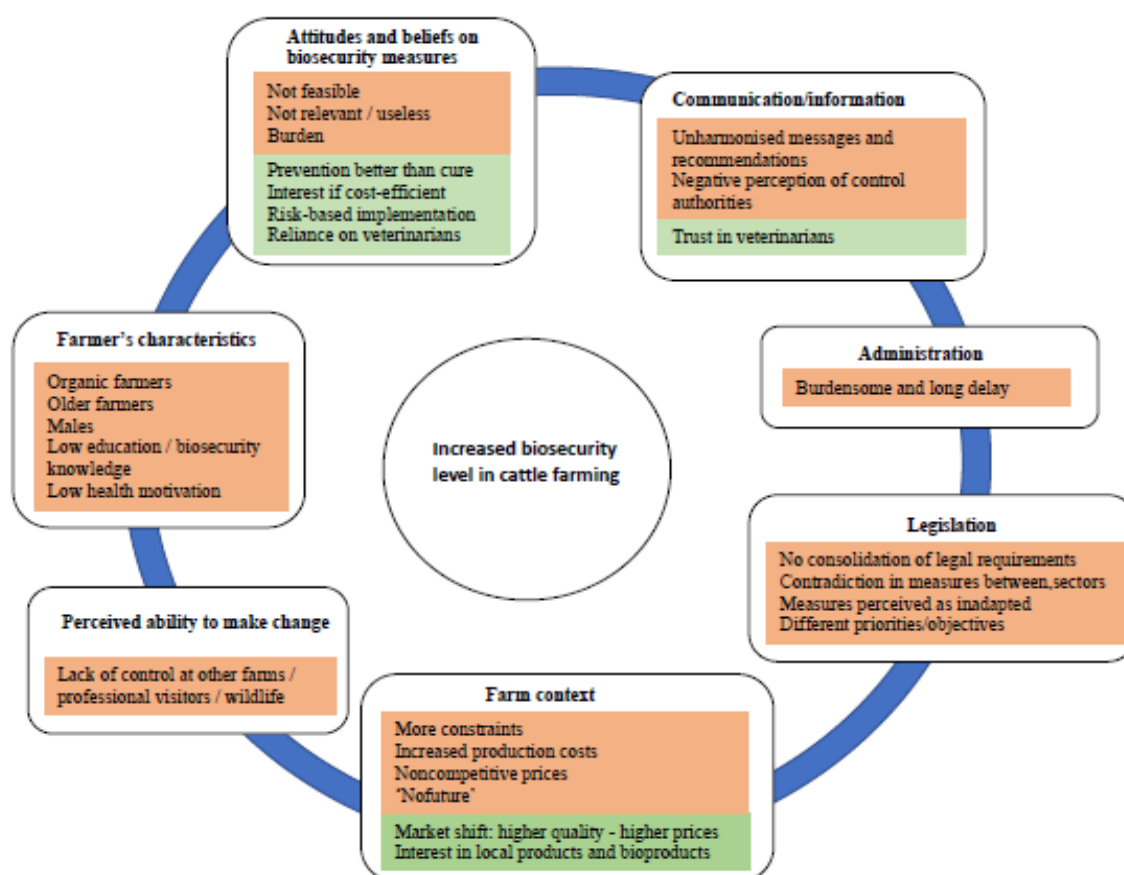 Attitudes and beliefs on
biosecurity measures
Not feasible
Not relevant / useless
Burden
Prevention better than cure
Interest if cost-efficient
Risk-based implementation
Reliance on veterinarians
Communication/information
Unharmonised messages and
recommendations
Negative perception of control
authorities
Trust in veterinarians
Farmer's characteristics
Organic farmers
Older farmers
Males
Low education / biosecurity
knowledge
Low health motivation
Increased biosecurity
level in cattle farming
Administration
Burdensome and long delay
Legislation
No consolidation of legal requirements
Contradiction in measures between,sectors
Measures perceived as inadapted
Different priorities/objectives
Perceived ability to make change
Lack of control at other farms /
professional visitors / wildlife
Farm context
More constraints
Increased production costs
Noncompetitive prices
'Nofuture'
Market shift: higher quality - higher prices
Interest in local products and bioproducts